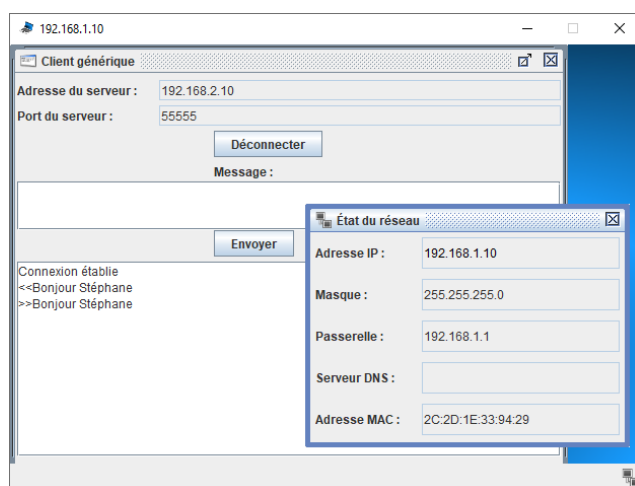 192.168.1.10
Client générique
Adresse du serveur :
192.168.2.10
Port du serveur :
55555
Déconnecter
Message :
Envoyer
Connexion établie
<<Bonjour Stéphane
>>Bonjour Stéphane
État du réseau
Adresse IP :
192.168.1.10
Masque :
255.255.255.0
Passerelle :
192.168.1.1
Serveur DNS :
Adresse MAC :
2C:2D:1E:33:94:29